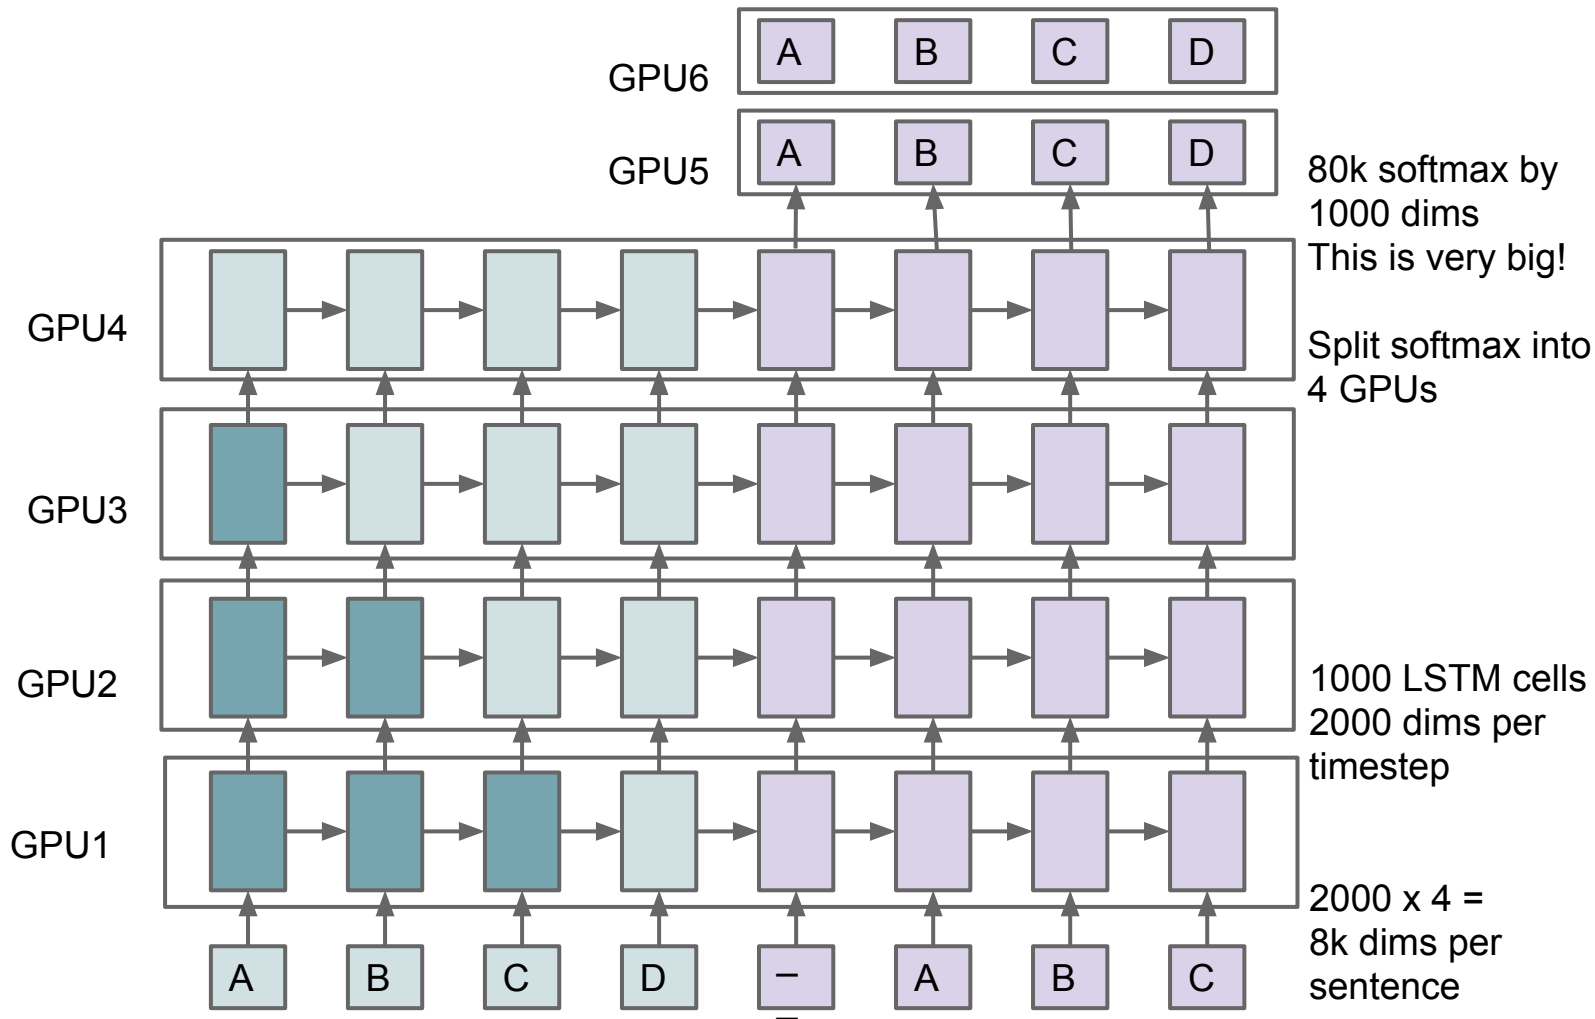 GPU6
A B C D
GPU5
A B C D
80k softmax by
1000 dims
This is very big!
Split softmax into
4 GPUs
GPU4
GPU3
GPU2
1000 LSTM cells
2000 dims per
timestep
GPU1
2000 x 4 =
8k dims per
sentence
A B C D _ A B C